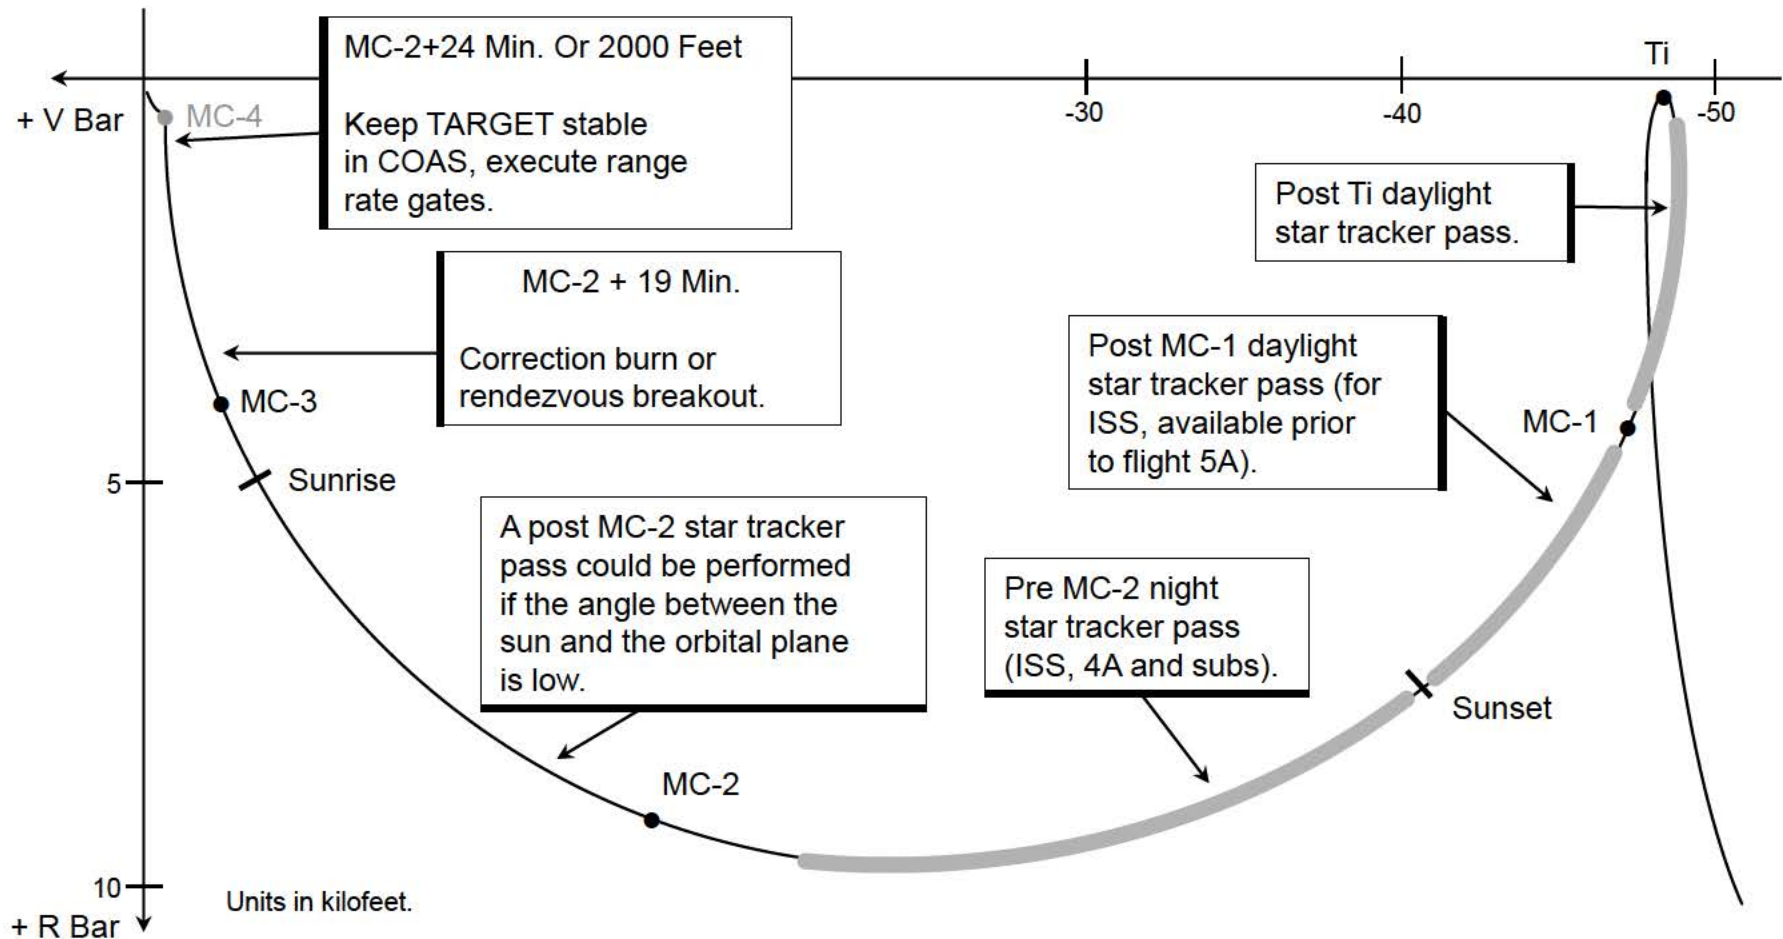 MC-2+24 Min. Or 2000 Feet
Keep TARGET stable
in COAS, execute range
rate gates.
Ti
+ V Bar
MC-4
-30
-40
-50
Post Ti daylight
star tracker pass.
MC-2 + 19 Min.
Correction burn or
rendezvous breakout.
MC-3
Post MC-1 daylight
star tracker pass (for
ISS, available prior
to flight 5A).
MC-1
5
Sunrise
A post MC-2 star tracker
pass could be performed
if the angle between the
sun and the orbital plane
is low.
Pre MC-2 night
star tracker pass
(ISS, 4A and subs).
Sunset
MC-2
10
Units in kilofeet.
+ R Bar